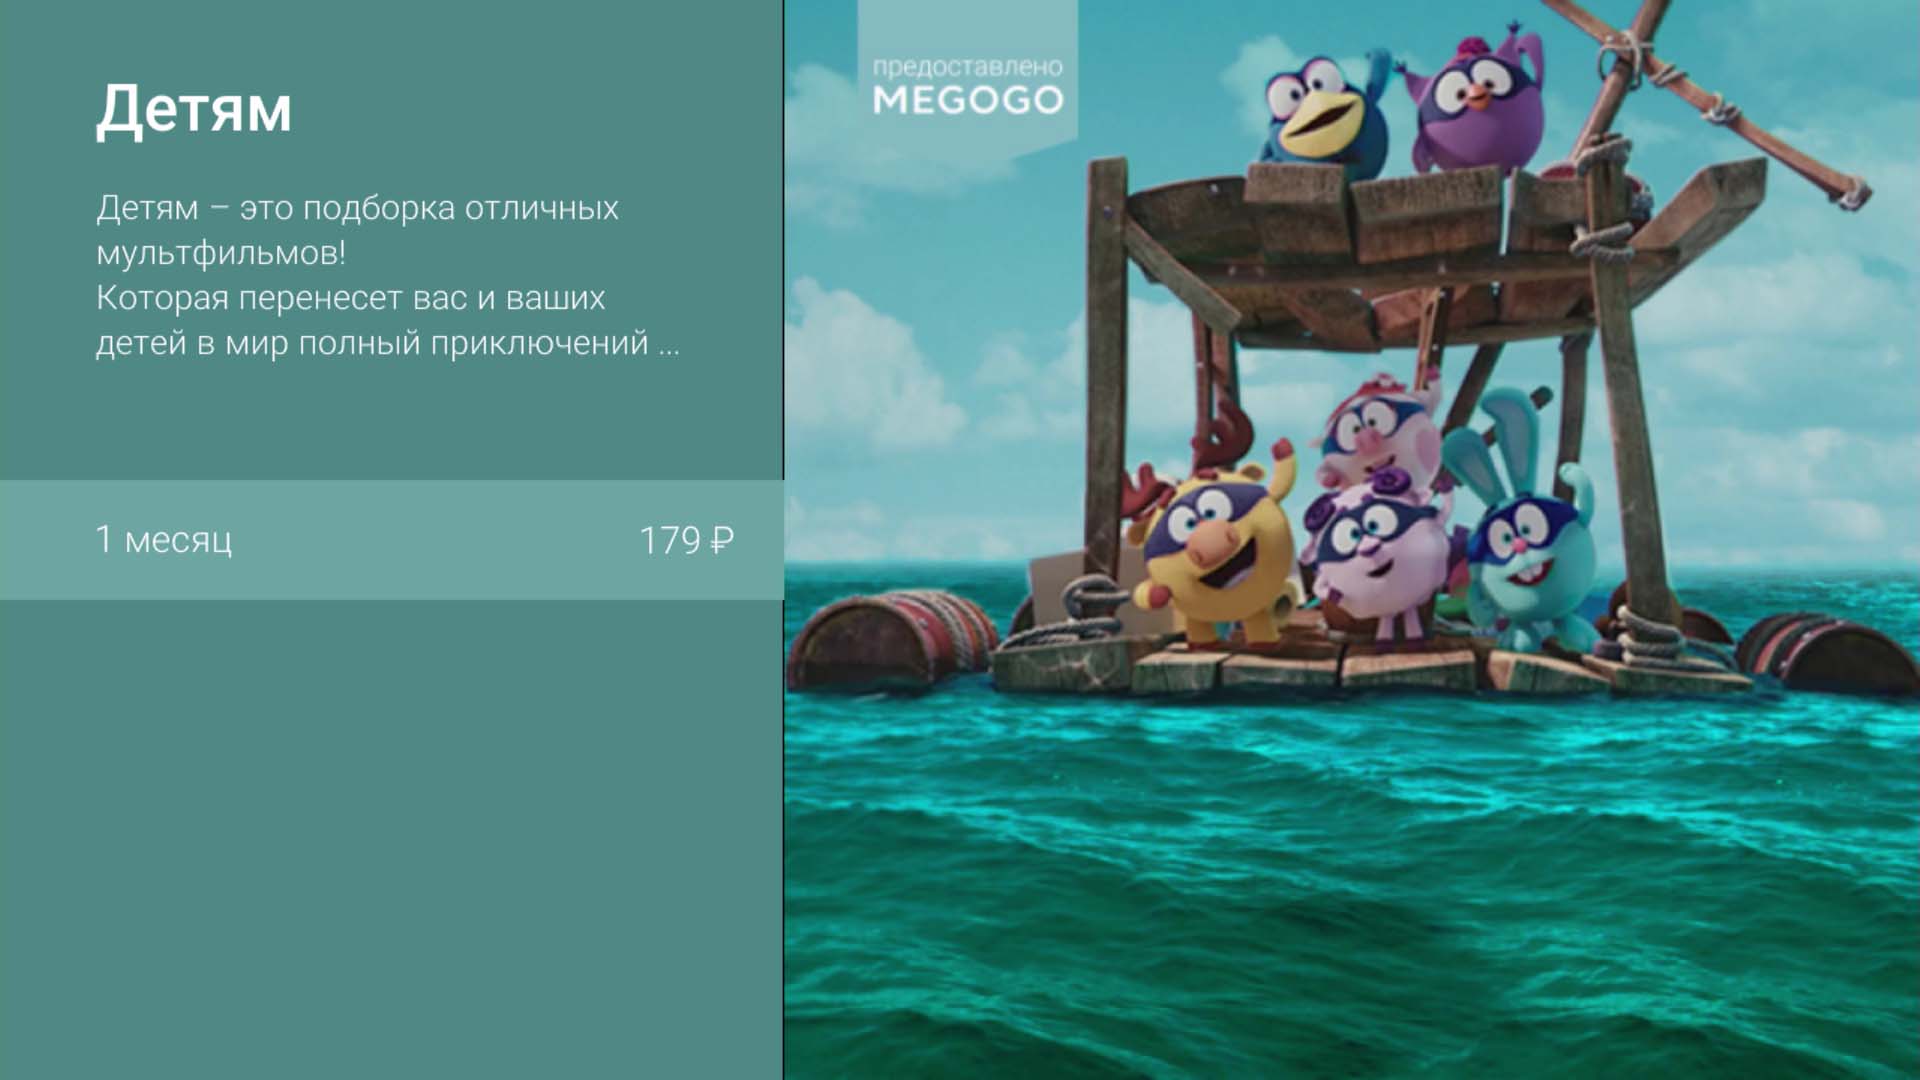 Детям
Детям – это подборка отличных
мультфильмов!
Которая перенесет вас и ваших
детей в мир полный приключений ...
1 месяц 179 ₽
предоставлено
MEGOGO